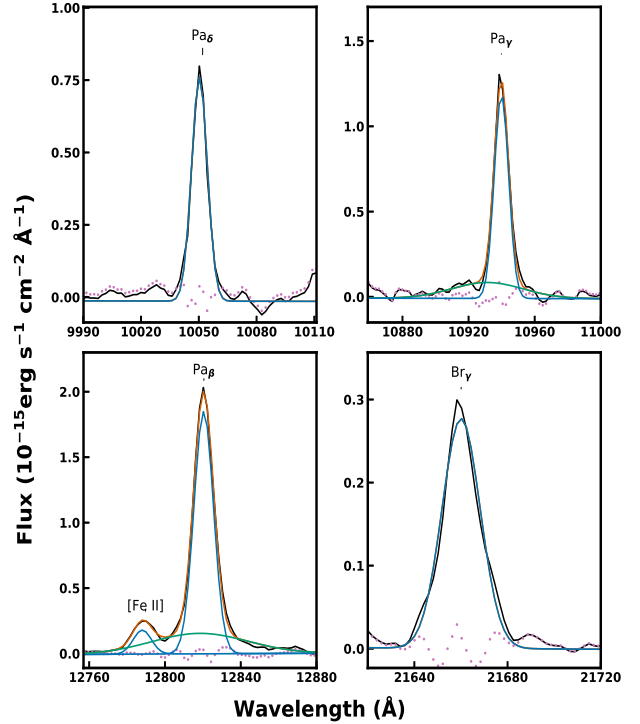 Flux (10⁻¹⁵erg s⁻¹ cm⁻² Å⁻¹)
1.00
0.75
0.50
0.25
0.00
Paδ
9990 10020 10050 10080 10110
1.5
1.0
0.5
0.0
Paγ
10880 10920 10960 11000
2.0
1.5
1.0
0.5
0.0
Paβ
[Fe II]
12760 12800 12840 12880
0.3
0.2
0.1
0.0
Brγ
21640 21680 21720
Wavelength (Å)